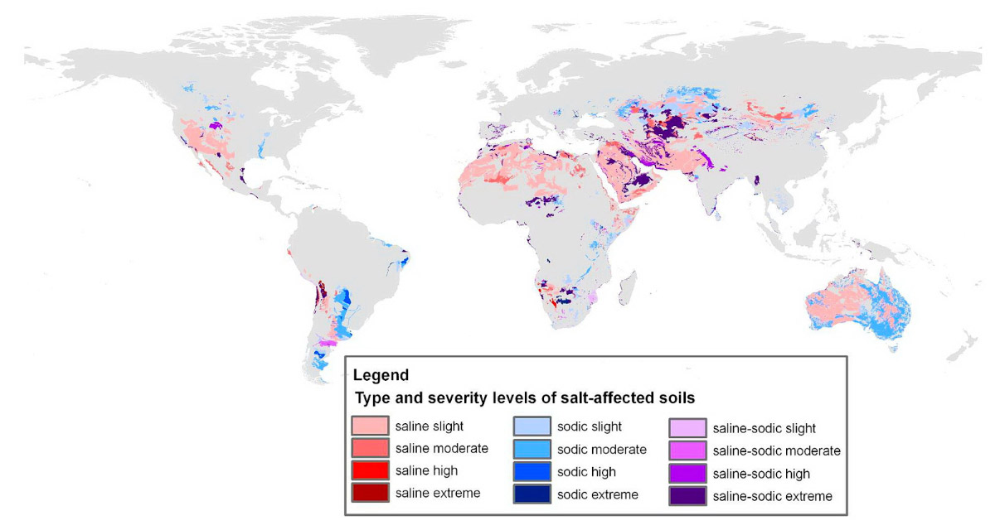 Legend
Type and severity levels of salt-affected soils
saline slight
saline moderate
saline high
saline extreme
sodic slight
sodic moderate
sodic high
sodic extreme
saline-sodic slight
saline-sodic moderate
saline-sodic high
saline-sodic extreme